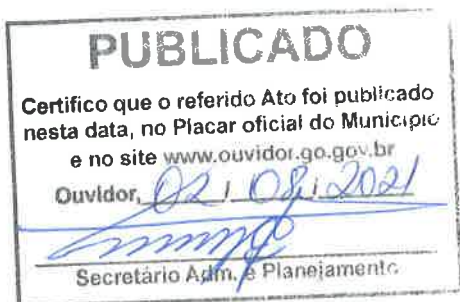 PUBLICADO
Certifico que o referido Ato foi publicado
nesta data, no Placar oficial do Município
e no site www.ouvidor.go.gov.br
Ouvidor, 02 / 08 / 2021
Secretário Adm. e Planejamento